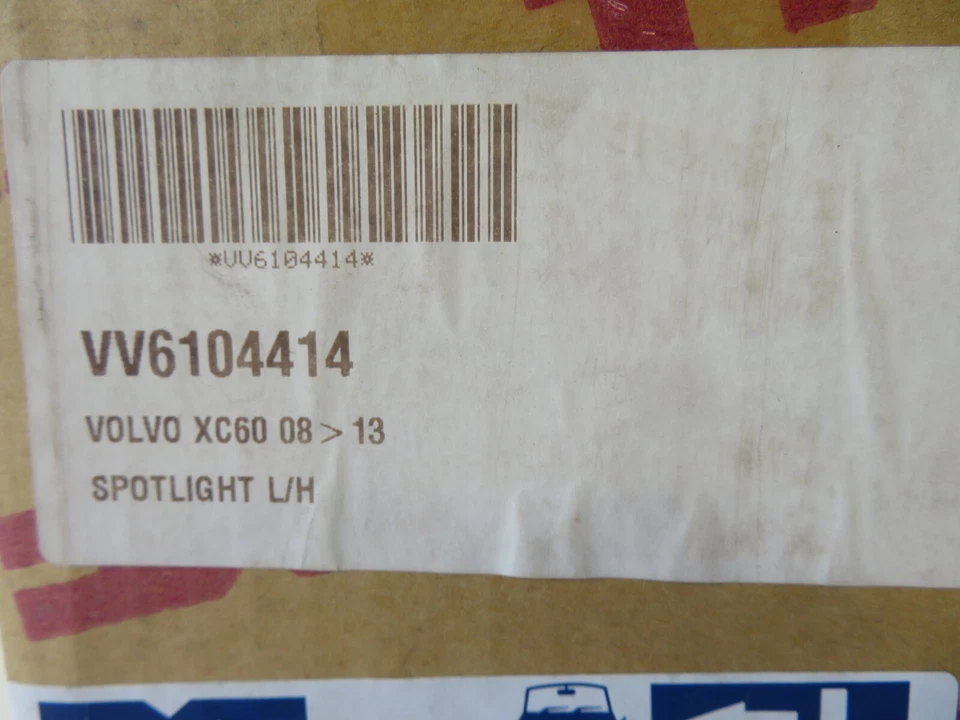 *VV6104414*
VV6104414
VOLVO XC60 08 > 13
SPOTLIGHT L/H